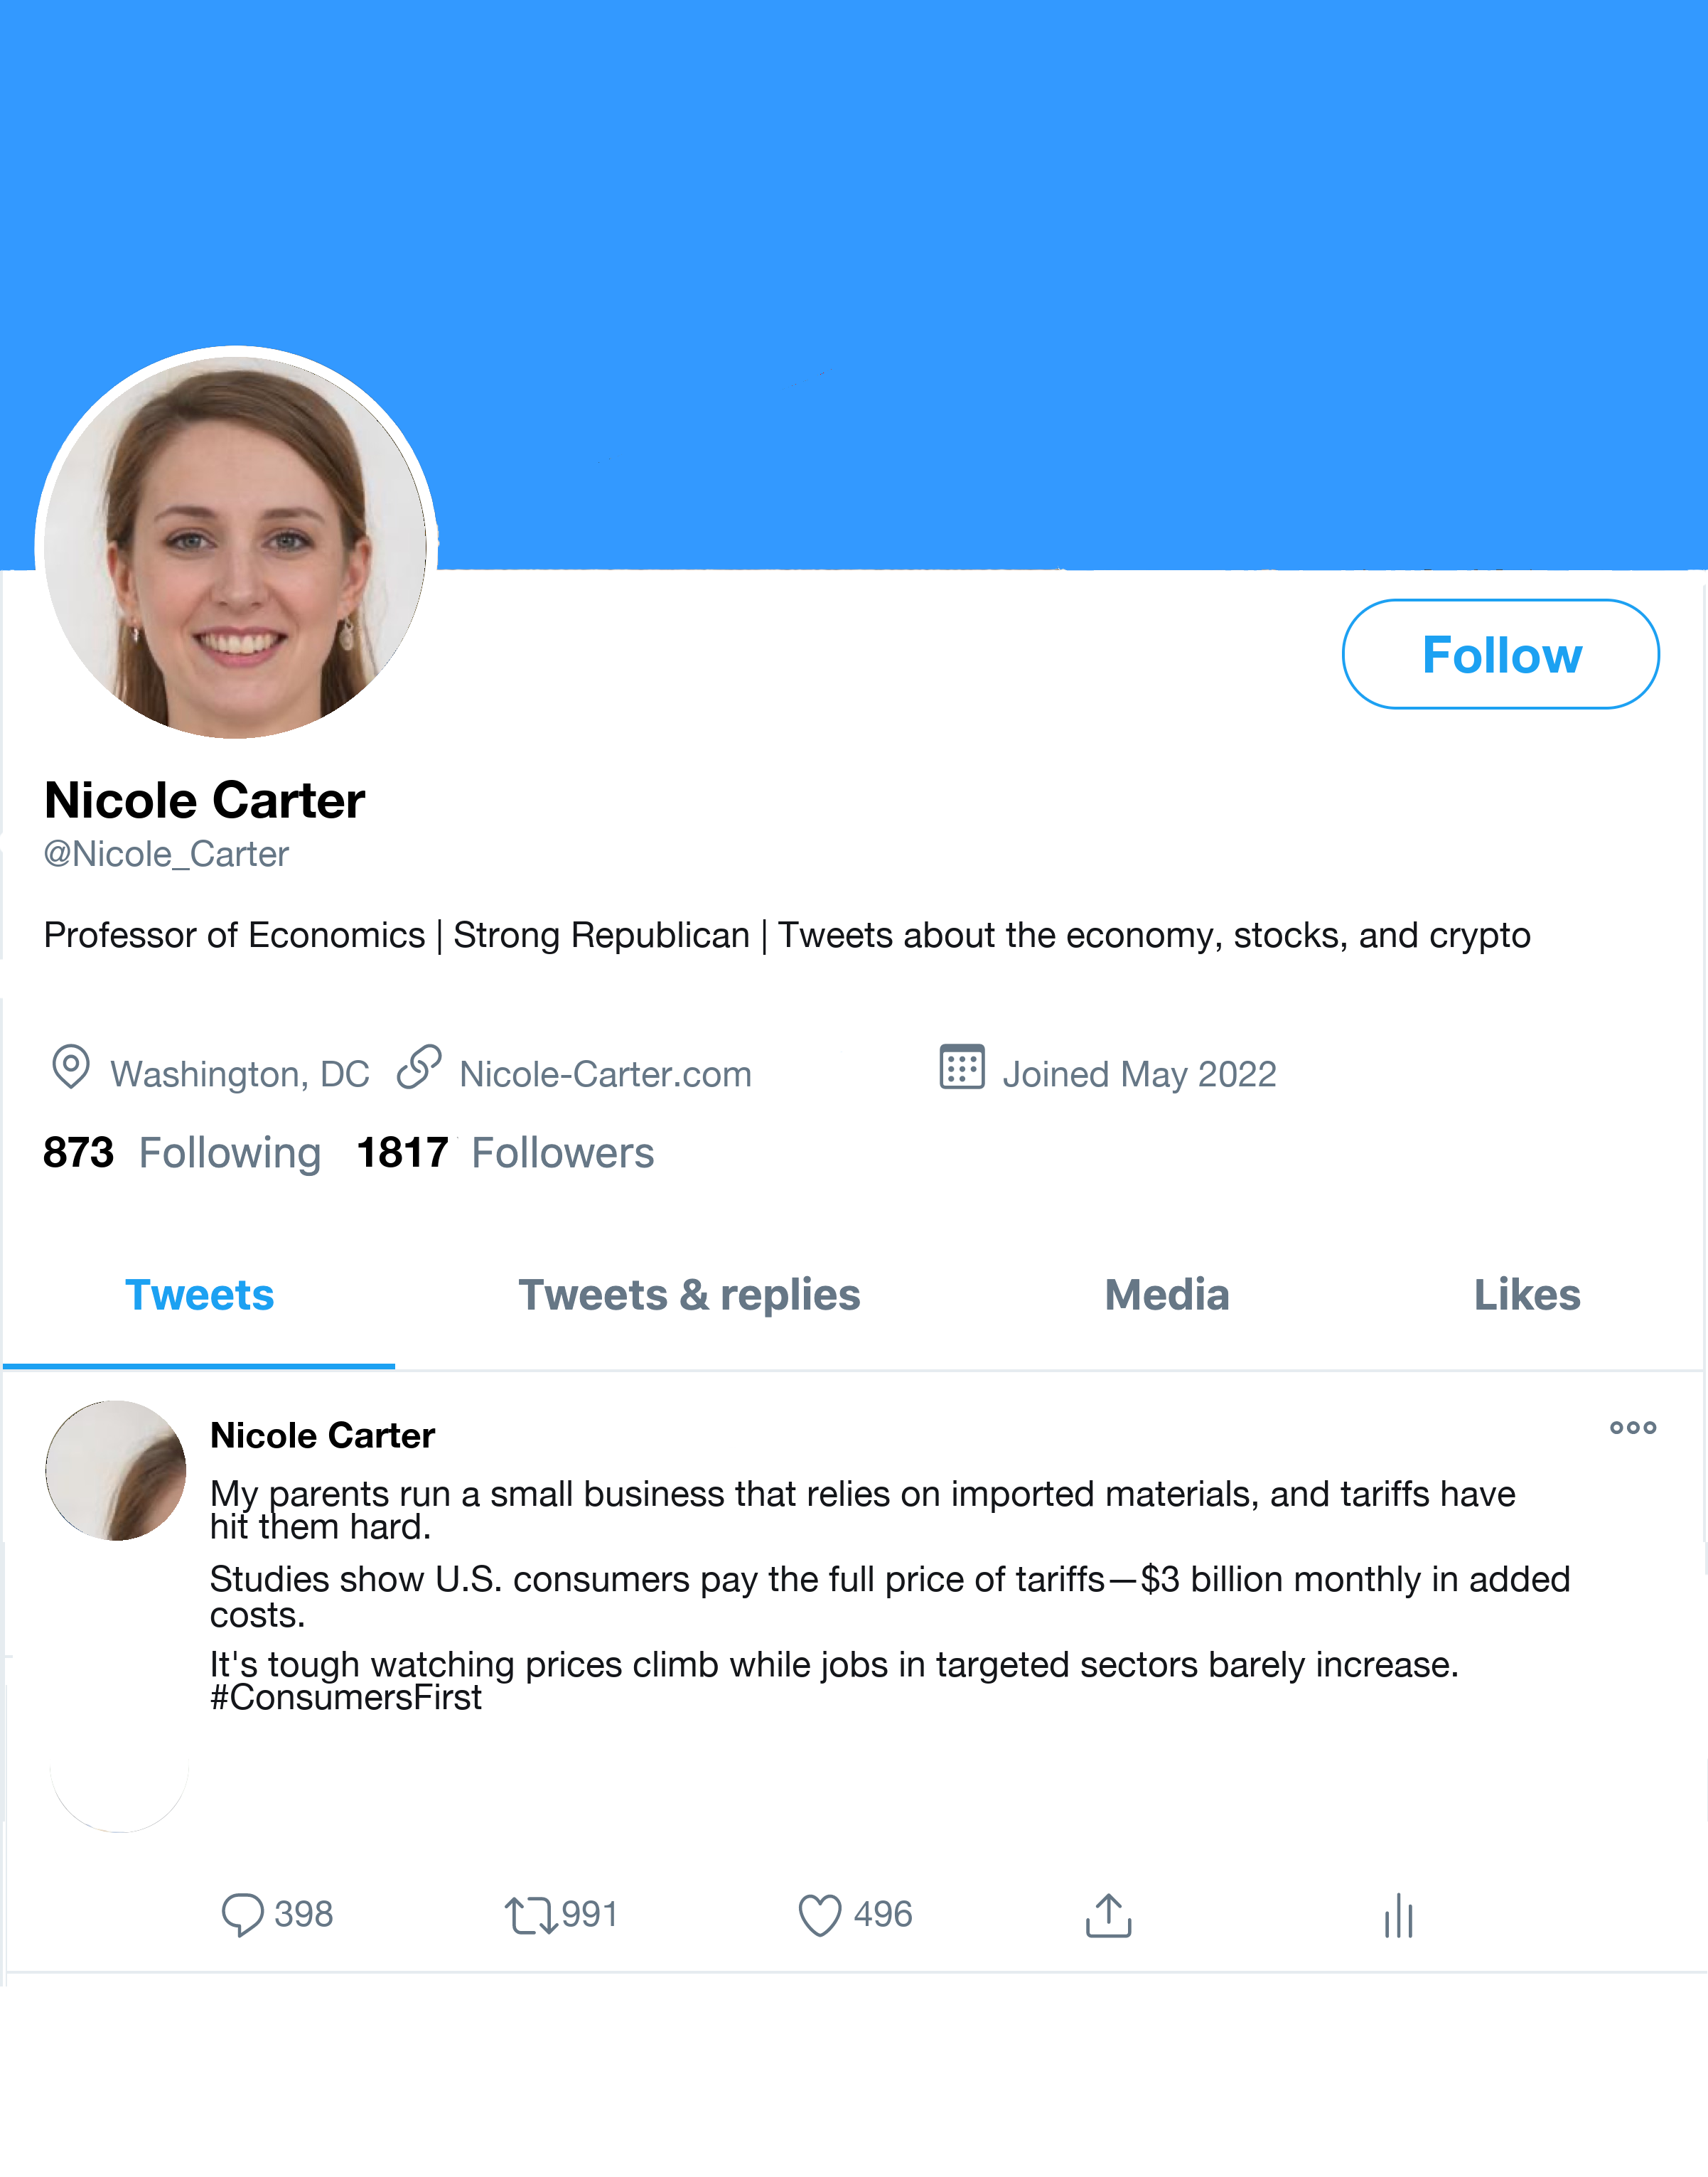 Follow
Nicole Carter
@Nicole_Carter
Professor of Economics | Strong Republican | Tweets about the economy, stocks, and crypto
Washington, DC Nicole-Carter.com Joined May 2022
873 Following 1817 Followers
Tweets Tweets & replies Media Likes
Nicole Carter
My parents run a small business that relies on imported materials, and tariffs have
hit them hard.
Studies show U.S. consumers pay the full price of tariffs—$3 billion monthly in added
costs.
It's tough watching prices climb while jobs in targeted sectors barely increase.
#ConsumersFirst
398 991 496